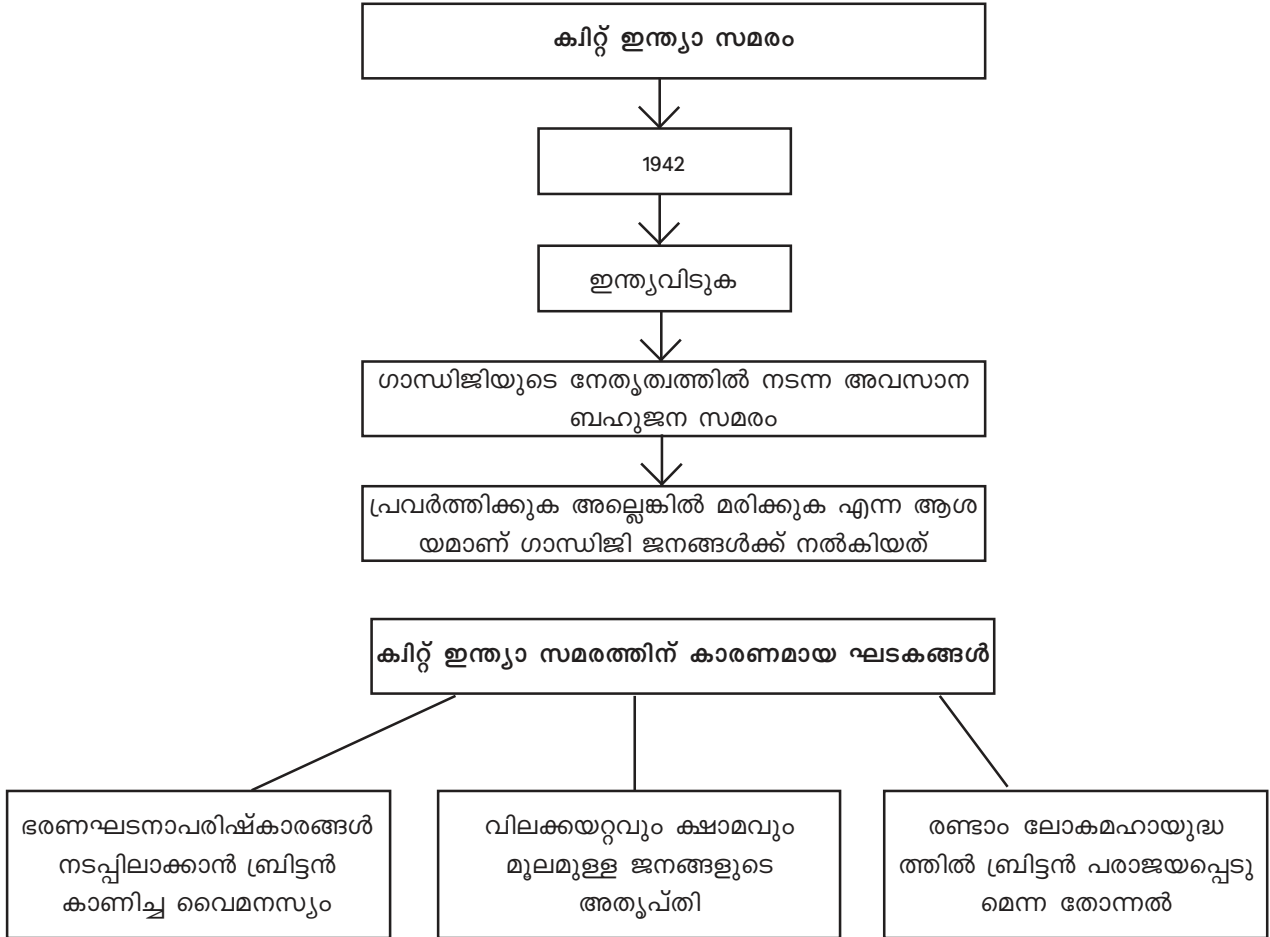 ക്വിറ്റ് ഇന്ത്യാ സമരം
1942
ഇന്ത്യവിടുക
ഗാന്ധിജിയുടെ നേതൃത്വത്തിൽ നടന്ന അവസാന
ബഹുജന സമരം
പ്രവർത്തിക്കുക അല്ലെങ്കിൽ മരിക്കുക എന്ന ആശ
യമാണ് ഗാന്ധിജി ജനങ്ങൾക്ക് നൽകിയത്
ക്വിറ്റ് ഇന്ത്യാ സമരത്തിന് കാരണമായ ഘടകങ്ങൾ
ഭരണഘടനാപരിഷ്കാരങ്ങൾ
നടപ്പിലാക്കാൻ ബ്രിട്ടൻ
കാണിച്ച വൈമനസ്യം
വിലക്കയറ്റവും ക്ഷാമവും
മൂലമുള്ള ജനങ്ങളുടെ
അതൃപ്തി
രണ്ടാം ലോകമഹായുദ്ധ
ത്തിൽ ബ്രിട്ടൻ പരാജയപ്പെടു
മെന്ന തോന്നൽ